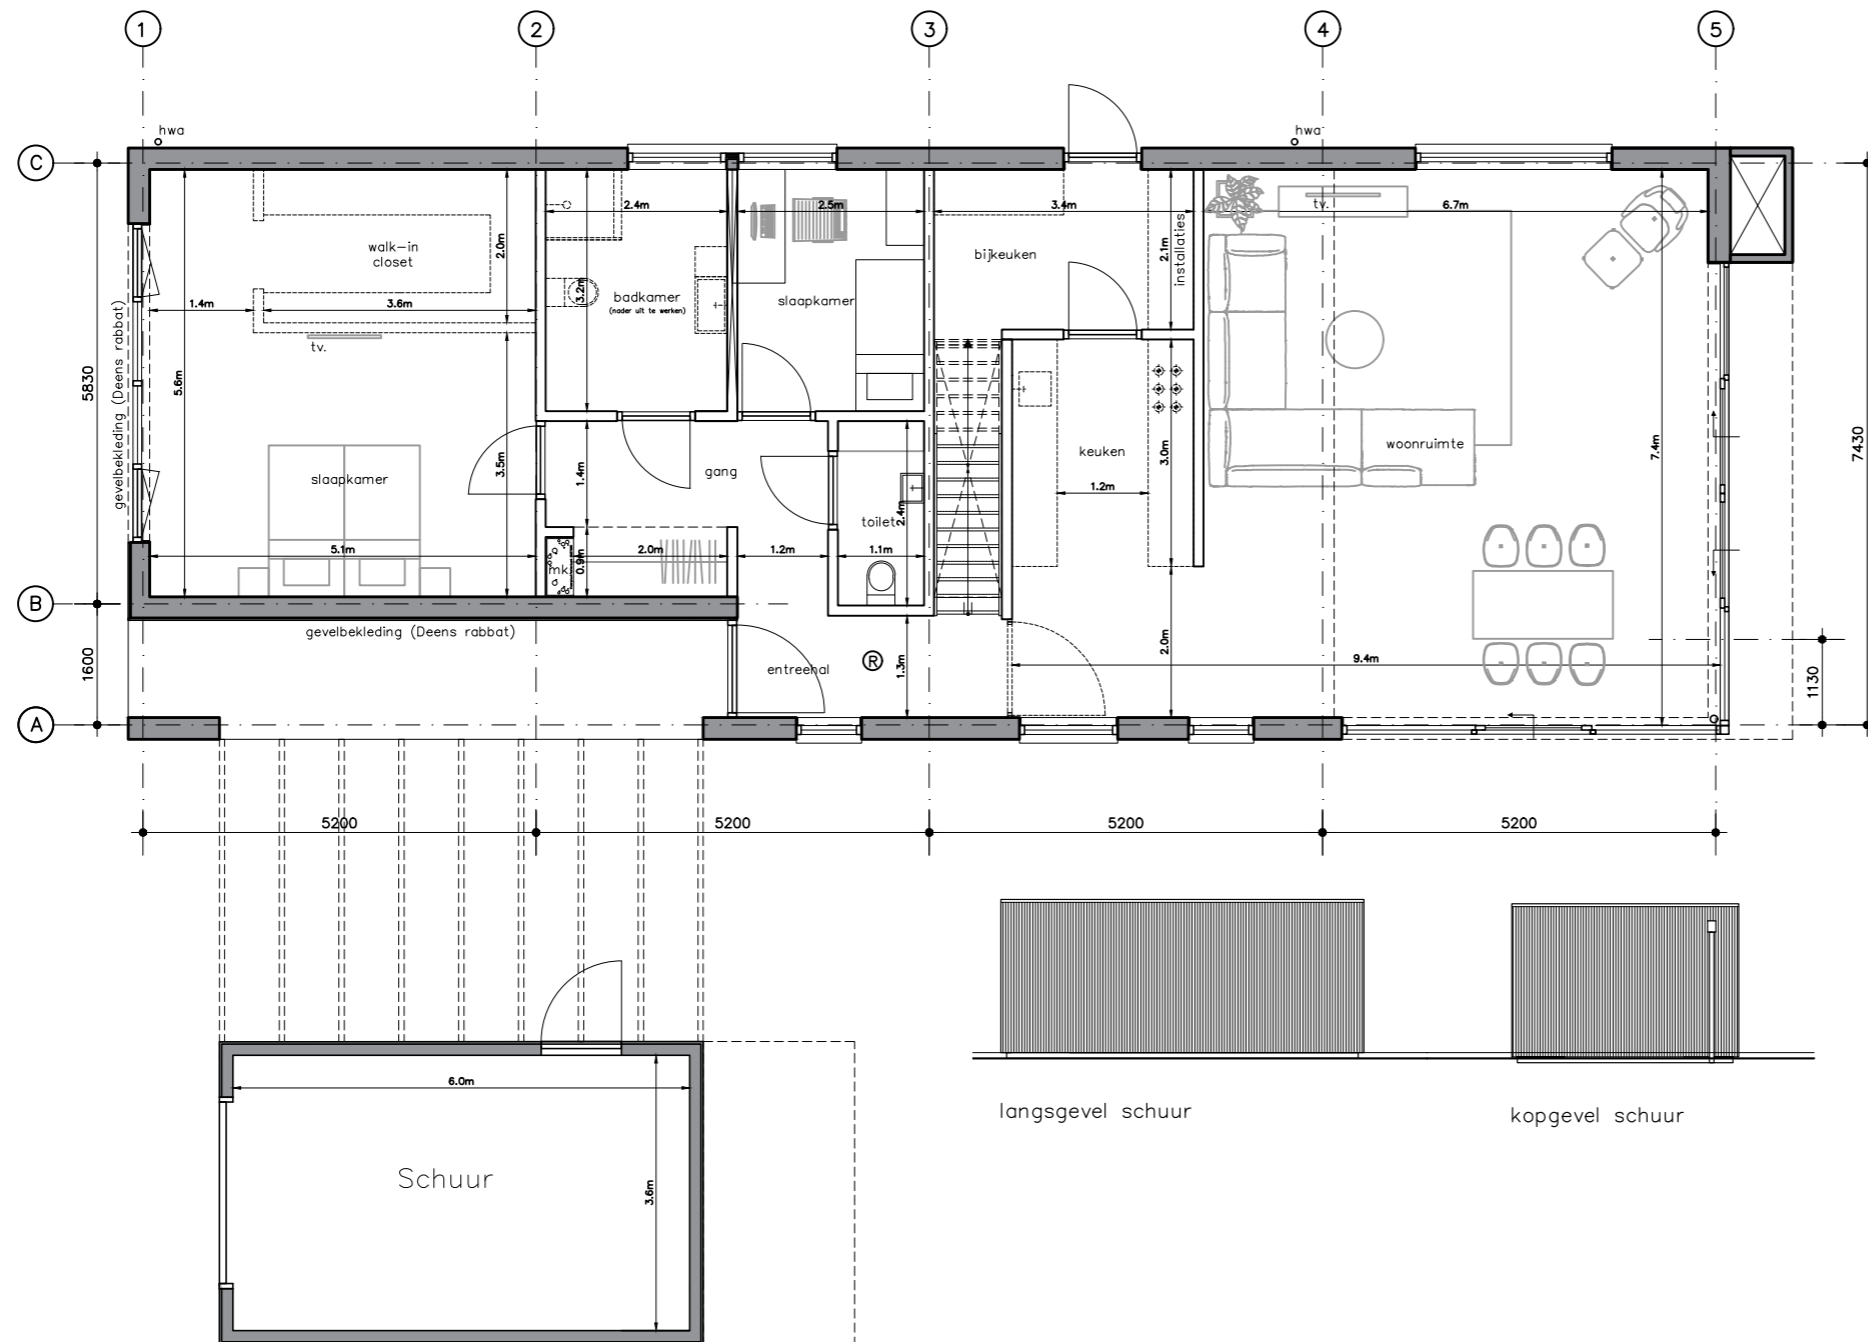 1 2 3 4 5
hwa hwa
C
2.4m 2.5m 3.4m tv. 6.7m
walk-in
closet
2.0m
bijkeuken
2.1m
installaties
1.4m 3.6m
3.2m
badkamer
(nader uit te werken)
slaapkamer
tv.
gevelbekleding (Deens rabbat)
5830
5.6m
7430
slaapkamer
3.5m
1.4m
gang
keuken
3.0m
woonruimte
7.4m
1.2m
toilet
2.4m
5.1m
mk
0.9m
2.0m 1.2m 1.1m
B
gevelbekleding (Deens rabbat)
1600
entreehal
R
1.3m
2.0m
9.4m
1130
A
5200 5200 5200 5200
6.0m
Schuur
3.6m
langsgevel schuur
kopgevel schuur